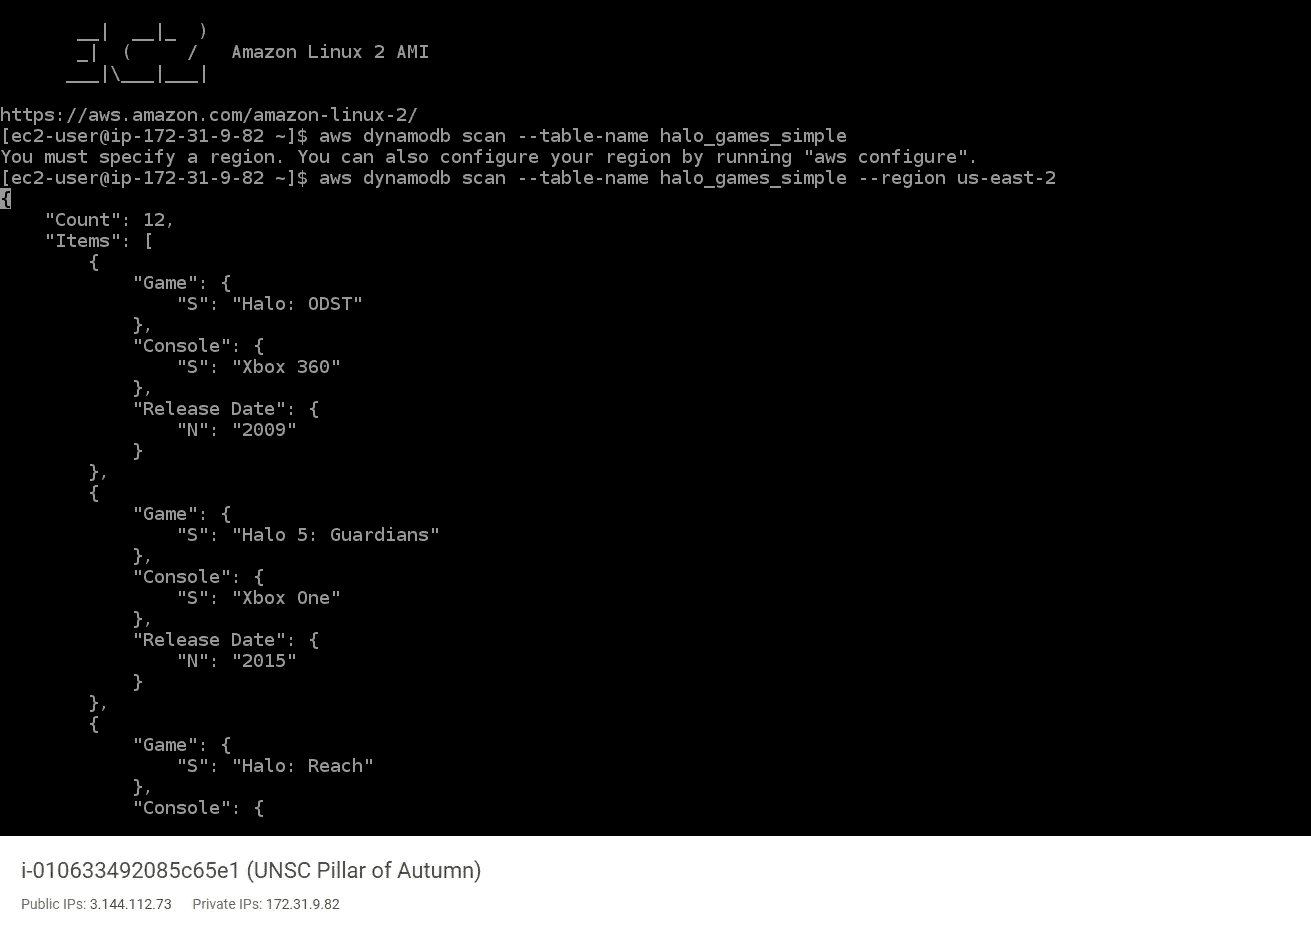 __|  __|_  )
       _|  (     /   Amazon Linux 2 AMI
      ___|\___|___|
https://aws.amazon.com/amazon-linux-2/
[ec2-user@ip-172-31-9-82 ~]$ aws dynamodb scan --table-name halo_games_simple
You must specify a region. You can also configure your region by running "aws configure".
[ec2-user@ip-172-31-9-82 ~]$ aws dynamodb scan --table-name halo_games_simple --region us-east-2
{
    "Count": 12,
    "Items": [
        {
            "Game": {
                "S": "Halo: ODST"
            },
            "Console": {
                "S": "Xbox 360"
            },
            "Release Date": {
                "N": "2009"
            }
        },
        {
            "Game": {
                "S": "Halo 5: Guardians"
            },
            "Console": {
                "S": "Xbox One"
            },
            "Release Date": {
                "N": "2015"
            }
        },
        {
            "Game": {
                "S": "Halo: Reach"
            },
            "Console": {
i-010633492085c65e1 (UNSC Pillar of Autumn)
Public IPs: 3.144.112.73 Private IPs: 172.31.9.82